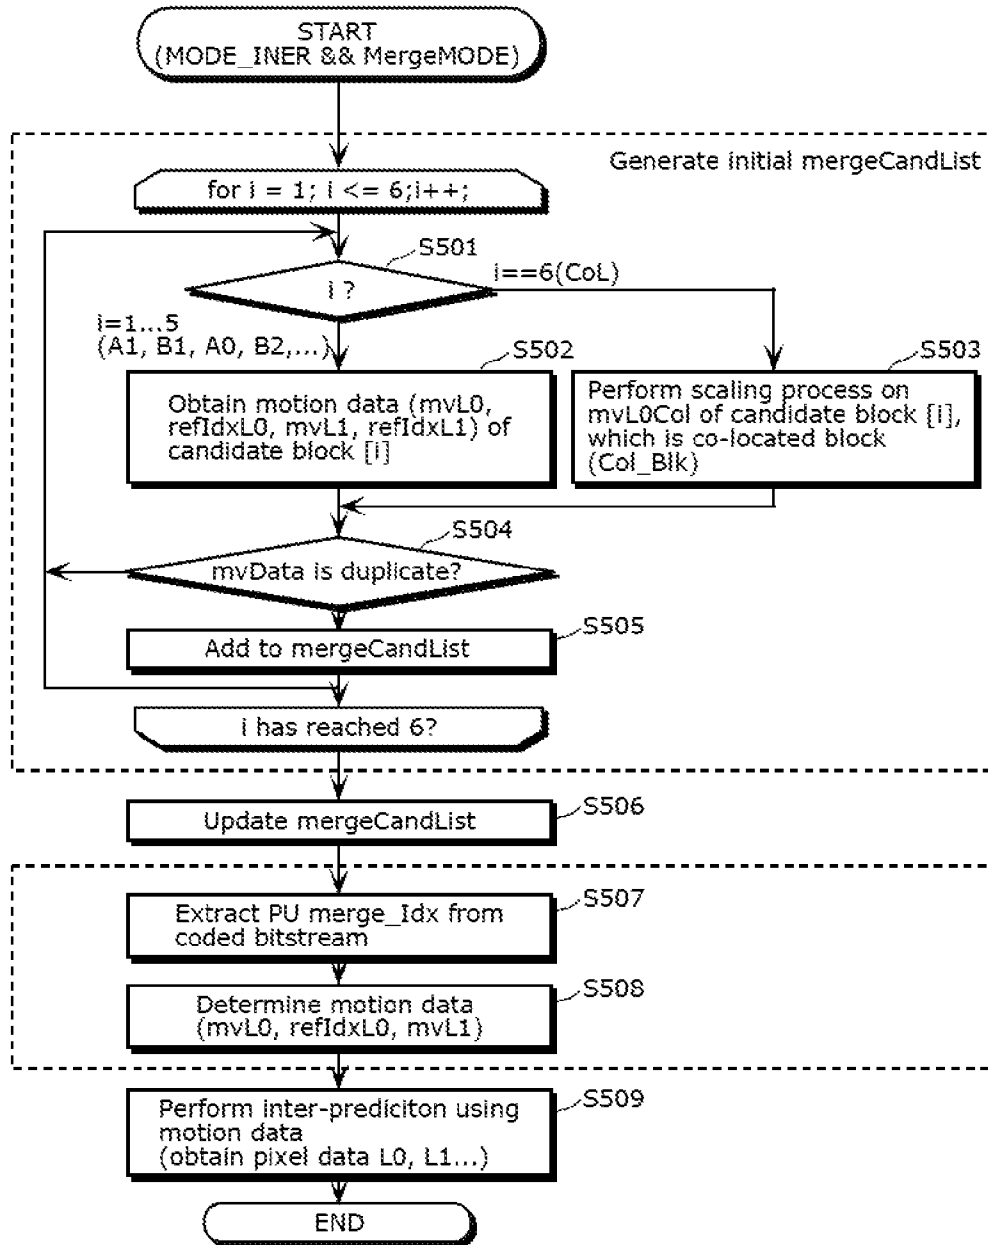 START
(MODE_INER && MergeMODE)
Generate initial mergeCandList
for i = 1; i <= 6;i++;
S501
i ?
i==6(CoL)
i=1...5
(A1, B1, A0, B2,...)
S502
Obtain motion data (mvL0,
refIdxL0, mvL1, refIdxL1) of
candidate block [i]
S503
Perform scaling process on
mvL0Col of candidate block [i],
which is co-located block
(Col_Blk)
S504
mvData is duplicate?
S505
Add to mergeCandList
i has reached 6?
S506
Update mergeCandList
S507
Extract PU merge_Idx from
coded bitstream
S508
Determine motion data
(mvL0, refIdxL0, mvL1)
S509
Perform inter-prediciton using
motion data
(obtain pixel data L0, L1...)
END